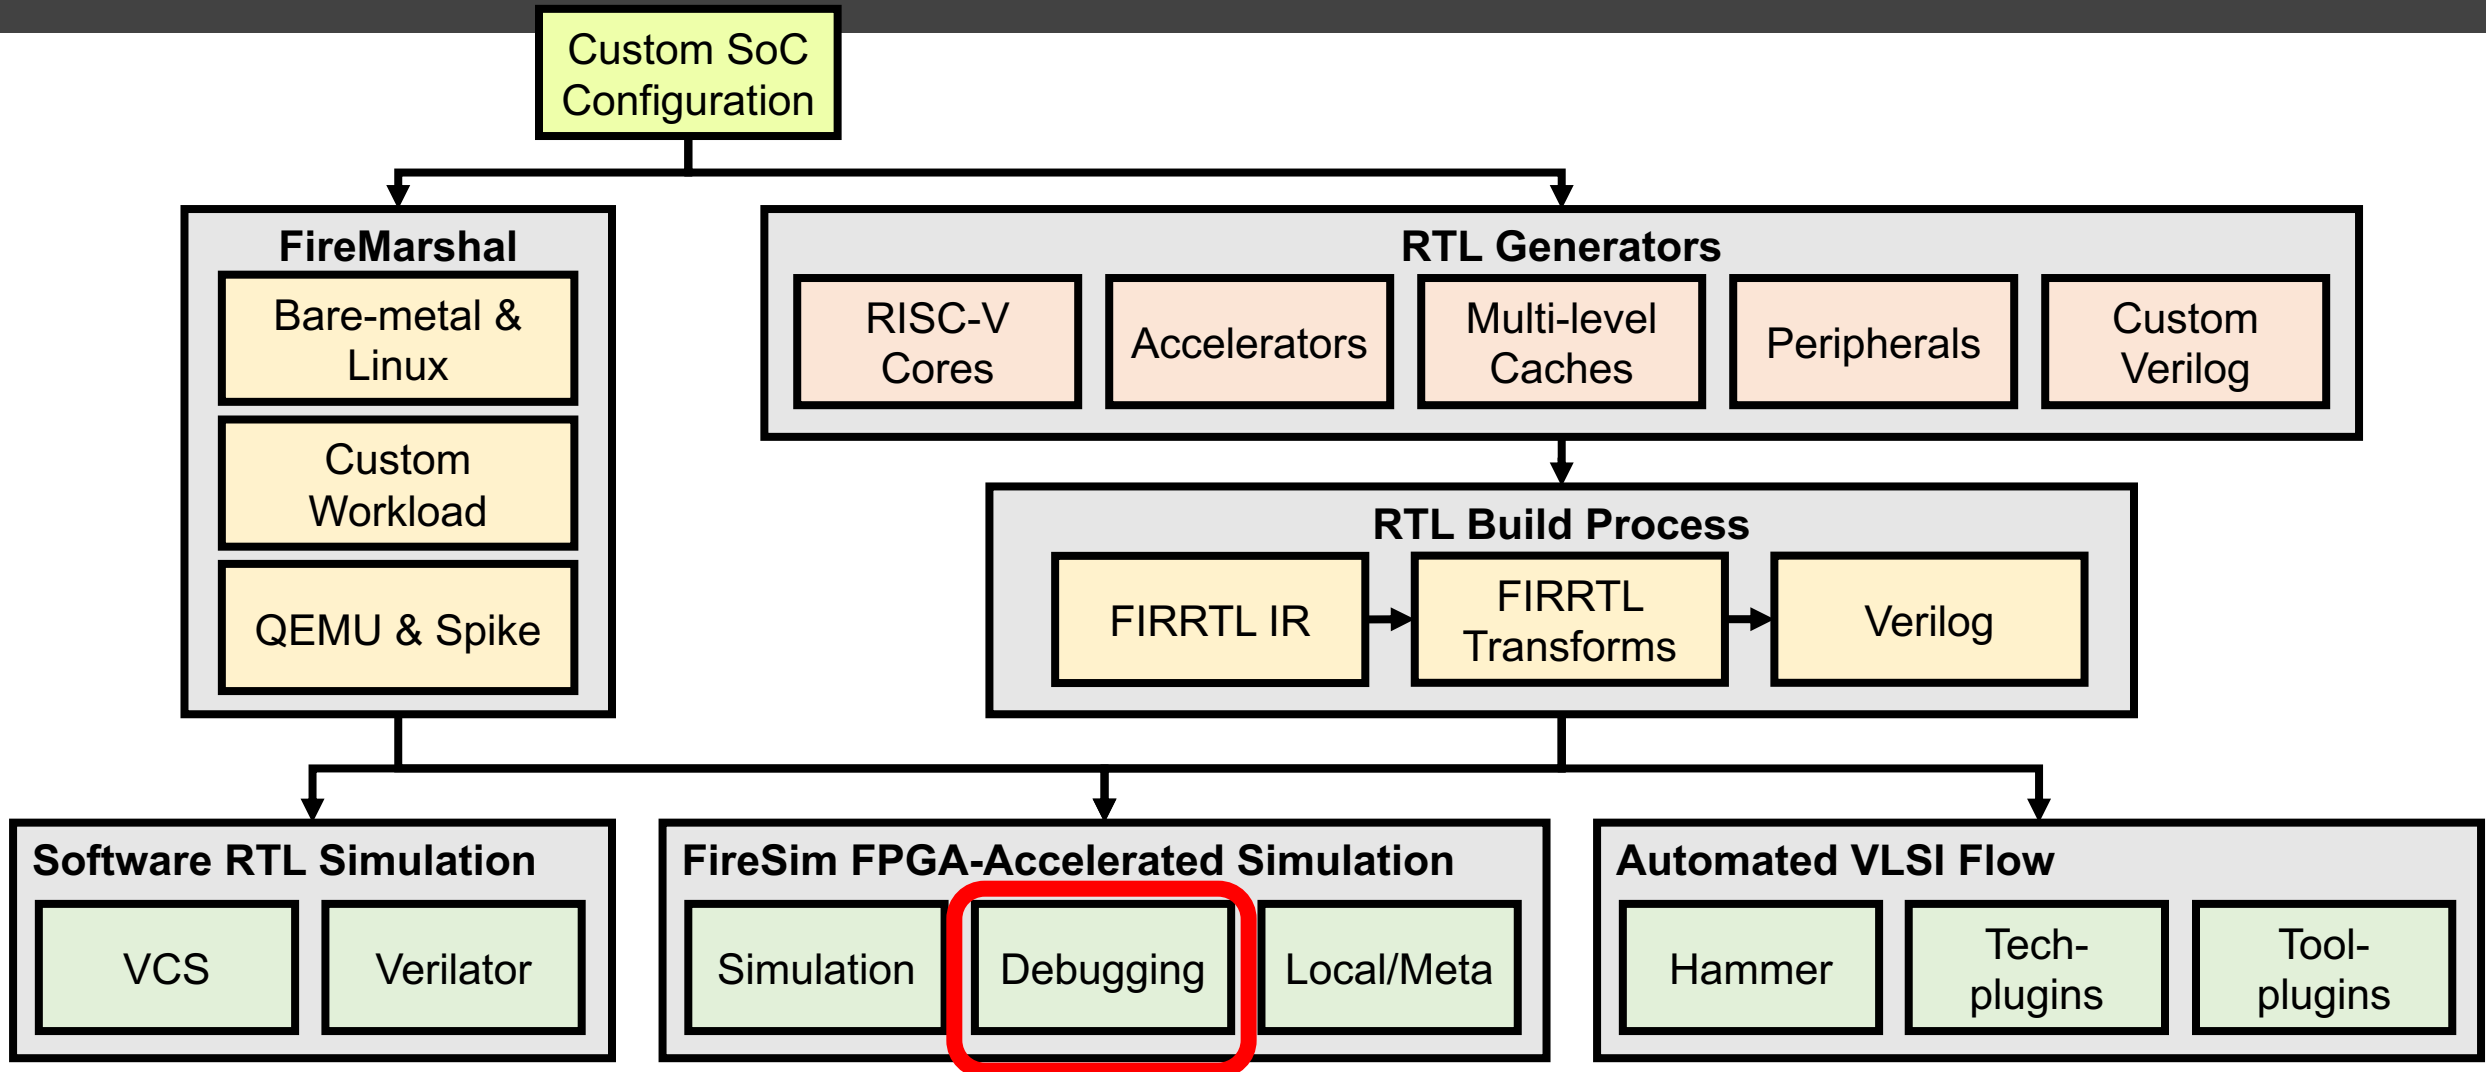 Custom SoC
Configuration
FireMarshal
Bare-metal &
Linux
Custom
Workload
QEMU & Spike
RTL Generators
RISC-V
Cores
Accelerators
Multi-level
Caches
Peripherals
Custom
Verilog
RTL Build Process
FIRRTL IR
FIRRTL
Transforms
Verilog
Software RTL Simulation
VCS
Verilator
FireSim FPGA-Accelerated Simulation
Simulation
Debugging
Local/Meta
Automated VLSI Flow
Hammer
Tech-
plugins
Tool-
plugins